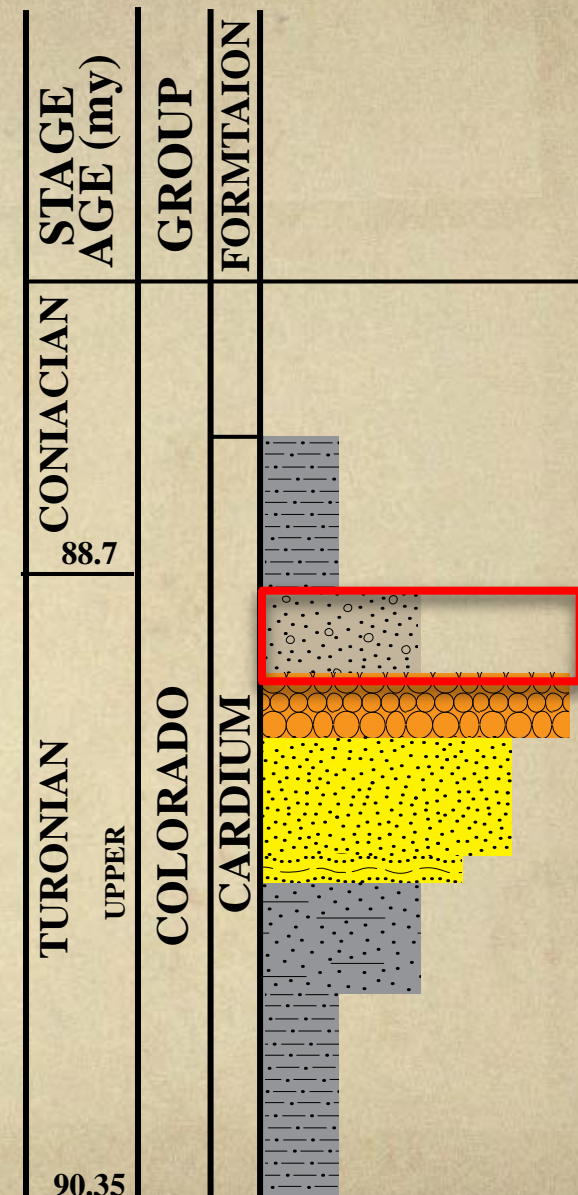 STAGE
AGE (my)
GROUP
FORMTAION
CONIACIAN
88.7
TURONIAN
UPPER
90.35
COLORADO
CARDIUM